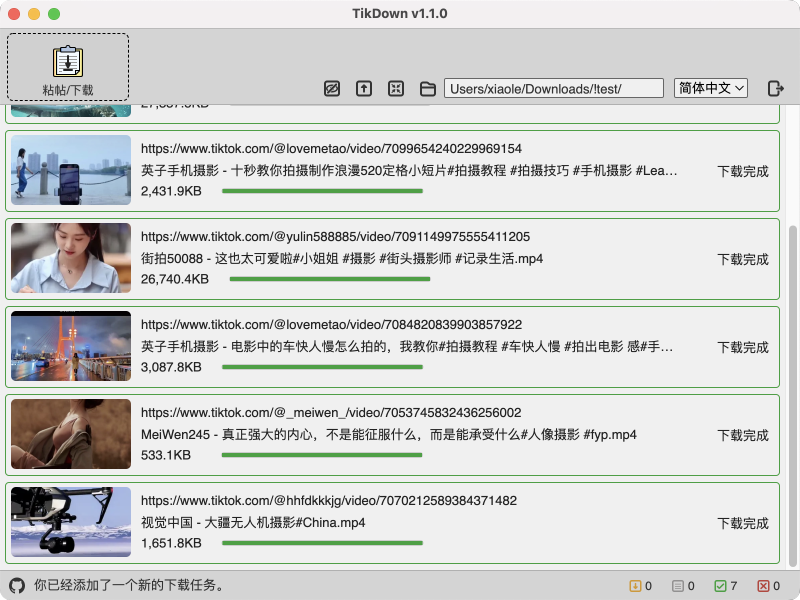 TikDown v1.1.0
粘帖/下载
Users/xiaole/Downloads/!test/
简体中文
https://www.tiktok.com/@lovemetao/video/7099654240229969154
英子手机摄影 - 十秒教你拍摄制作浪漫520定格小短片#拍摄教程 #拍摄技巧 #手机摄影 #Lea…
下载完成
2,431.9KB
https://www.tiktok.com/@yulin588885/video/7091149975555411205
街拍50088 - 这也太可爱啦#小姐姐 #摄影 #街头摄影师 #记录生活.mp4
下载完成
26,740.4KB
https://www.tiktok.com/@lovemetao/video/7084820839903857922
英子手机摄影 - 电影中的车快人慢怎么拍的，我教你#拍摄教程 #车快人慢 #拍出电影 感#手…
下载完成
3,087.8KB
https://www.tiktok.com/@_meiwen_/video/7053745832436256002
MeiWen245 - 真正强大的内心，不是能征服什么，而是能承受什么#人像摄影 #fyp.mp4
下载完成
533.1KB
https://www.tiktok.com/@hhfdkkkjg/video/7070212589384371482
视觉中国 - 大疆无人机摄影#China.mp4
下载完成
1,651.8KB
你已经添加了一个新的下载任务。
0 0 7 0